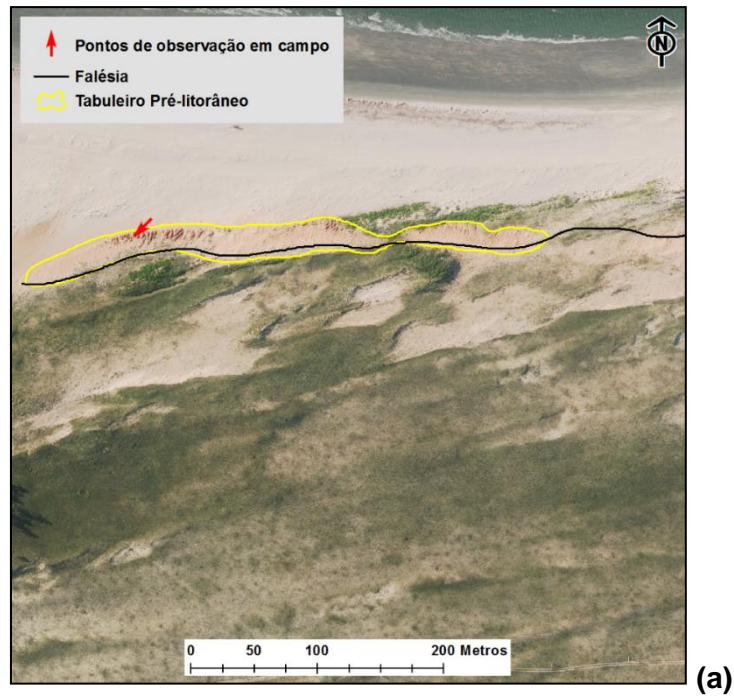 Pontos de observação em campo
Falésia
Tabuleiro Pré-litorâneo
N
0 50 100 200 Metros
(a)